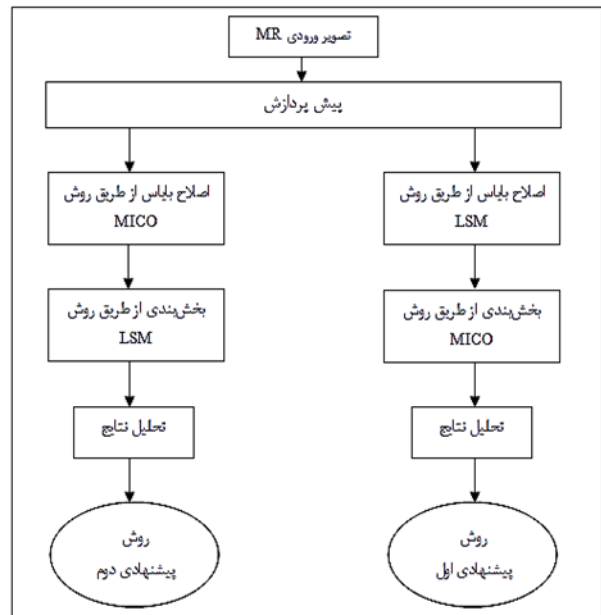 تصویر ورودی MR
پیش پردازش
اصلاح بایاس از طریق روش
LSM
بخش‌بندی از طریق روش
MICO
تحلیل نتایج
روش
پیشنهادی اول
اصلاح بایاس از طریق روش
MICO
بخش‌بندی از طریق روش
LSM
تحلیل نتایج
روش
پیشنهادی دوم